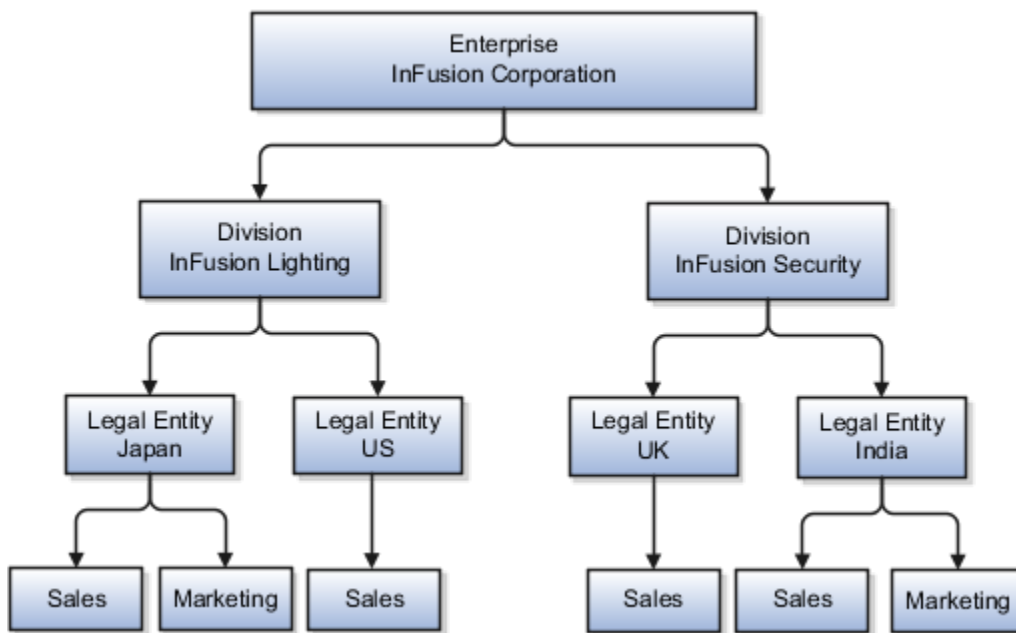 Enterprise
InFusion Corporation
Division
InFusion Lighting
Division
InFusion Security
Legal Entity
Japan
Legal Entity
US
Legal Entity
UK
Legal Entity
India
Sales
Marketing
Sales
Sales
Sales
Marketing